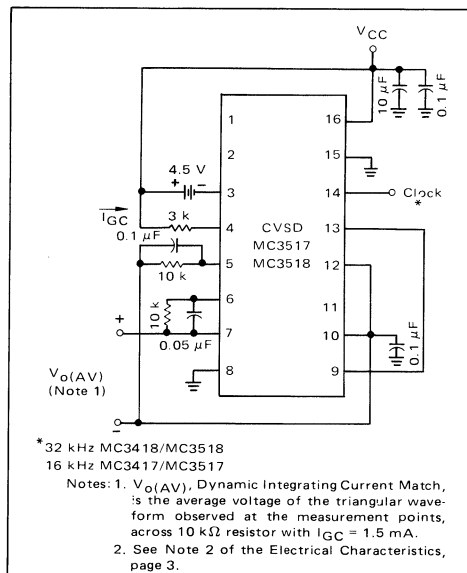 VCC
10 µF
0.1 µF
1
16
2
15
4.5 V
+ -
3
14
Clock
*
IGC
3 k
4
CVSD
13
0.1 µF
MC3517
5
MC3518
12
10 k
6
11
10 k
+
7
10
0.05 µF
0.1 µF
Vo(AV)
(Note 1)
8
9
-
*32 kHz MC3418/MC3518
16 kHz MC3417/MC3517
Notes: 1. Vo(AV), Dynamic Integrating Current Match,
is the average voltage of the triangular wave-
form observed at the measurement points,
across 10 kΩ resistor with IGC = 1.5 mA.
2. See Note 2 of the Electrical Characteristics,
page 3.